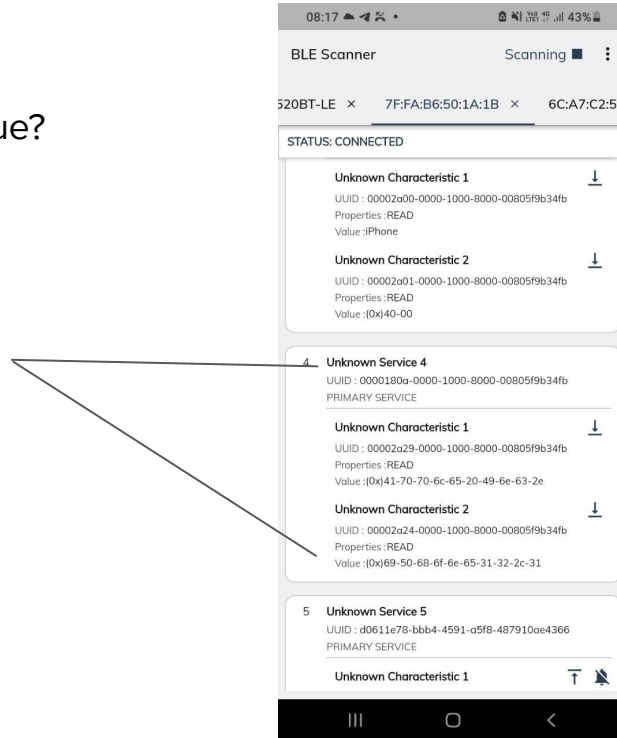 ue?
08:17
Vo)) 4G
LTE1
43%
BLE Scanner
Scanning
520BT-LE ×
7F:FA:B6:50:1A:1B ×
6C:A7:C2:5
STATUS: CONNECTED
Unknown Characteristic 1
UUID : 00002a00-0000-1000-8000-00805f9b34fb
Properties :READ
Value :iPhone
Unknown Characteristic 2
UUID : 00002a01-0000-1000-8000-00805f9b34fb
Properties :READ
Value :(0x)40-00
4 Unknown Service 4
UUID : 0000180a-0000-1000-8000-00805f9b34fb
PRIMARY SERVICE
Unknown Characteristic 1
UUID : 00002a29-0000-1000-8000-00805f9b34fb
Properties :READ
Value :(0x)41-70-70-6c-65-20-49-6e-63-2e
Unknown Characteristic 2
UUID : 00002a24-0000-1000-8000-00805f9b34fb
Properties :READ
Value :(0x)69-50-68-6f-6e-65-31-32-2c-31
5 Unknown Service 5
UUID : d0611e78-bbb4-4591-a5f8-487910ae4366
PRIMARY SERVICE
Unknown Characteristic 1